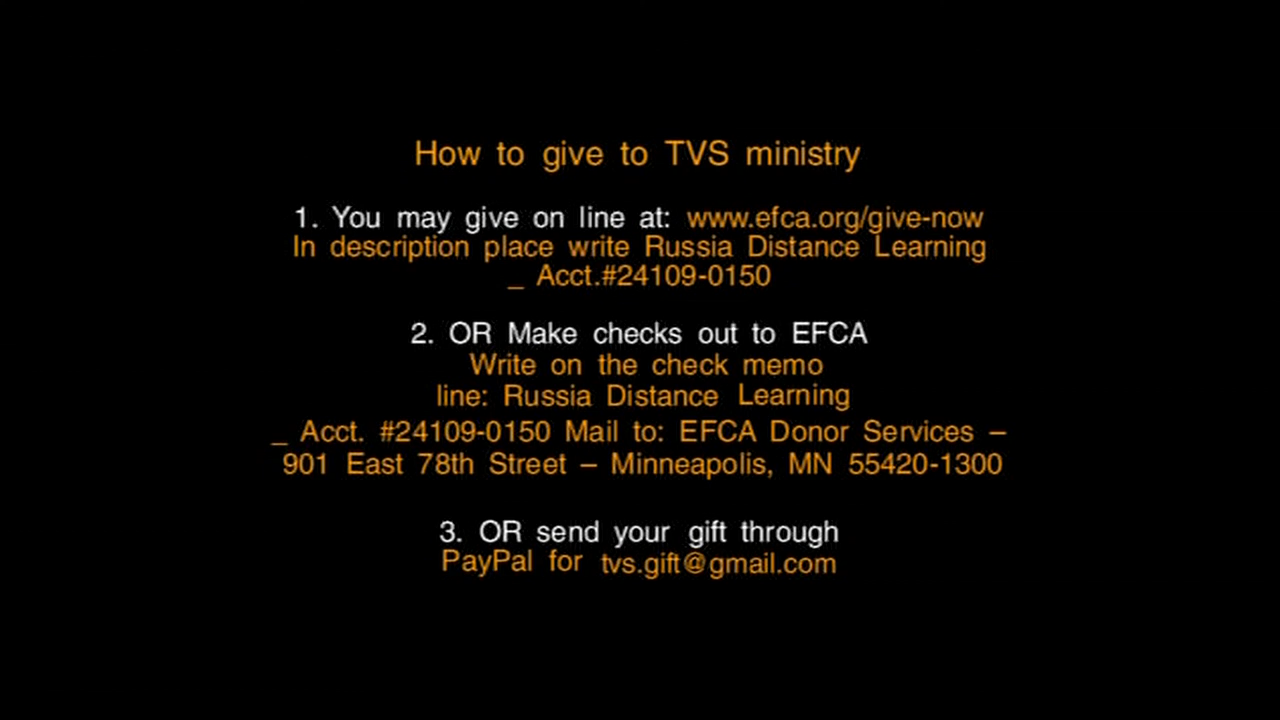 How to give to TVS ministry
1. You may give on line at: www.efca.org/give-now
In description place write Russia Distance Learning
_ Acct.#24109-0150
2. OR Make checks out to EFCA
Write on the check memo
line: Russia Distance Learning
_ Acct. #24109-0150 Mail to: EFCA Donor Services –
901 East 78th Street – Minneapolis, MN 55420-1300
3. OR send your gift through
PayPal for tvs.gift@gmail.com